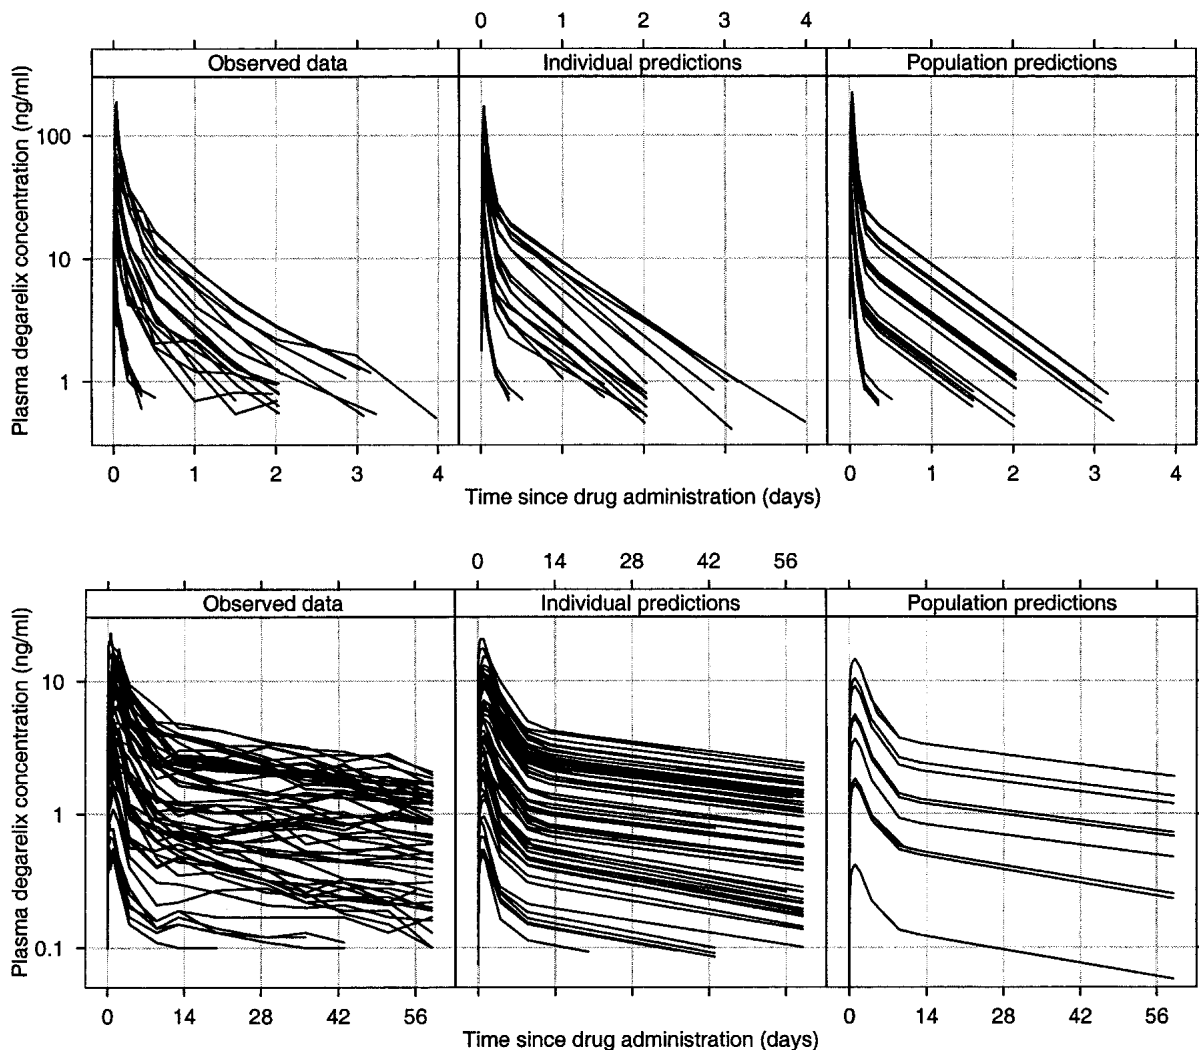 0 1 2 3 4
Observed data Individual predictions Population predictions
Plasma degarelix concentration (ng/ml)
100
10
1
0 1 2 3 4 0 1 2 3 4
Time since drug administration (days)
0 14 28 42 56
Observed data Individual predictions Population predictions
Plasma degarelix concentration (ng/ml)
10
1
0.1
0 14 28 42 56 0 14 28 42 56
Time since drug administration (days)